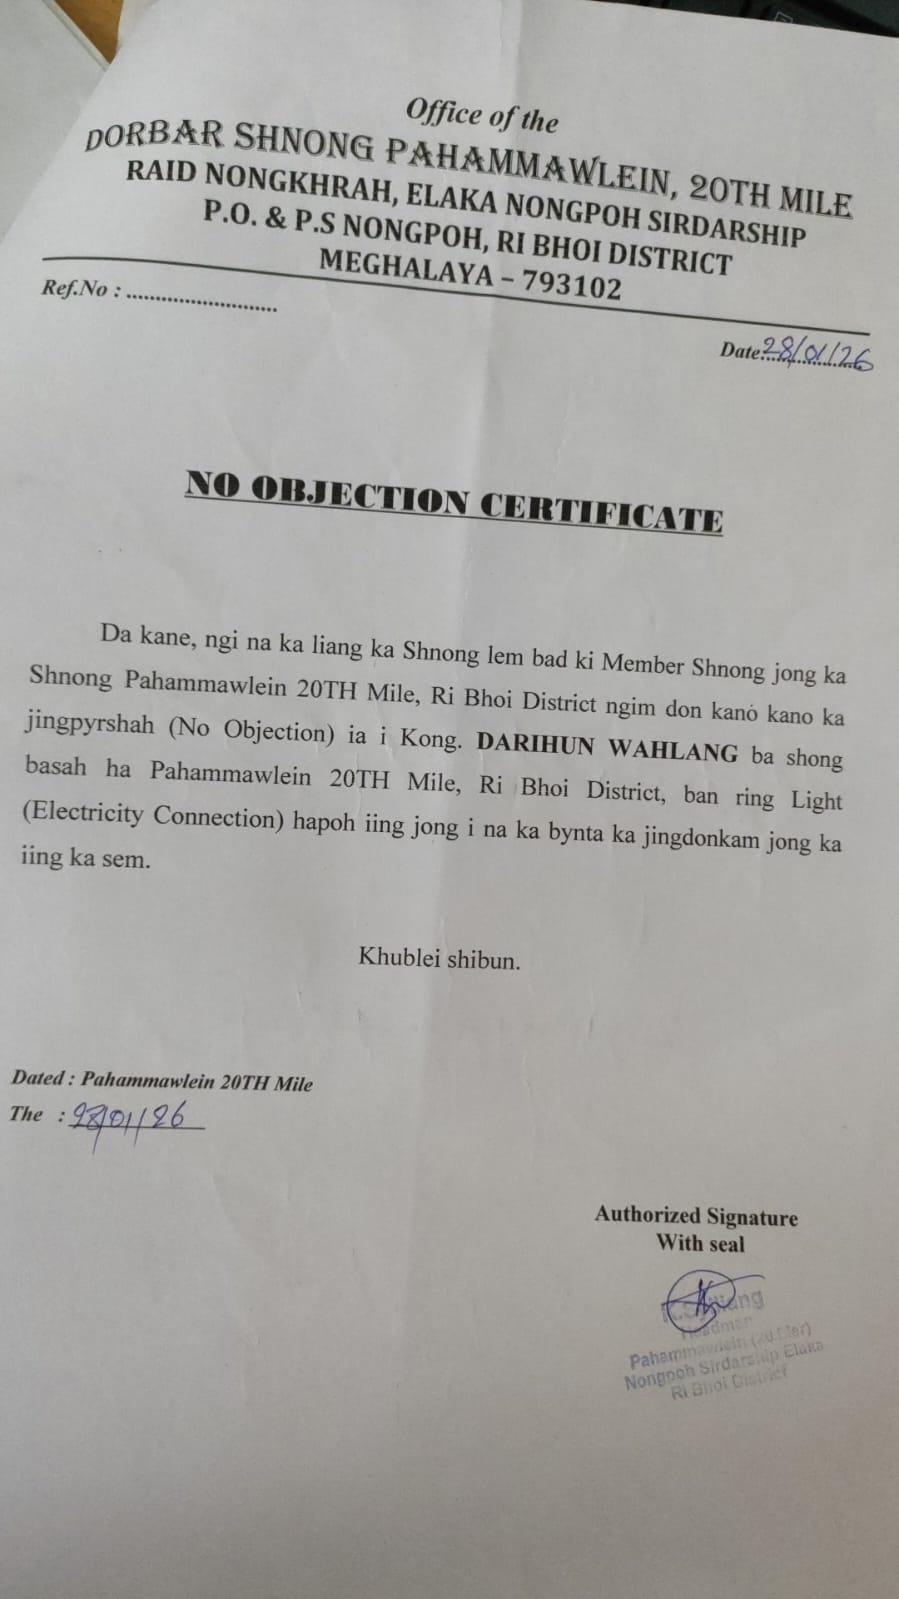 Office of the
DORBAR SHNONG PAHAMMAWLEIN, 20TH MILE
RAID NONGKHRAH, ELAKA NONGPOH SIRDARSHIP
P.O. & P.S NONGPOH, RI BHOI DISTRICT
MEGHALAYA – 793102
Ref.No : ..........................
Date:28/01/26
NO OBJECTION CERTIFICATE
Da kane, ngi na ka liang ka Shnong lem bad ki Member Shnong jong ka
Shnong Pahammawlein 20TH Mile, Ri Bhoi District ngim don kano kano ka
jingpyrshah (No Objection) ia i Kong. DARIHUN WAHLANG ba shong
basah ha Pahammawlein 20TH Mile, Ri Bhoi District, ban ring Light
(Electricity Connection) hapoh iing jong i na ka bynta ka jingdonkam jong ka
iing ka sem.
Khublei shibun.
Dated : Pahammawlein 20TH Mile
The : 28/01/26
Authorized Signature
With seal
Headman
Pahammawlein
Nongpoh Sirdarship Elaka
Ri Bhoi District